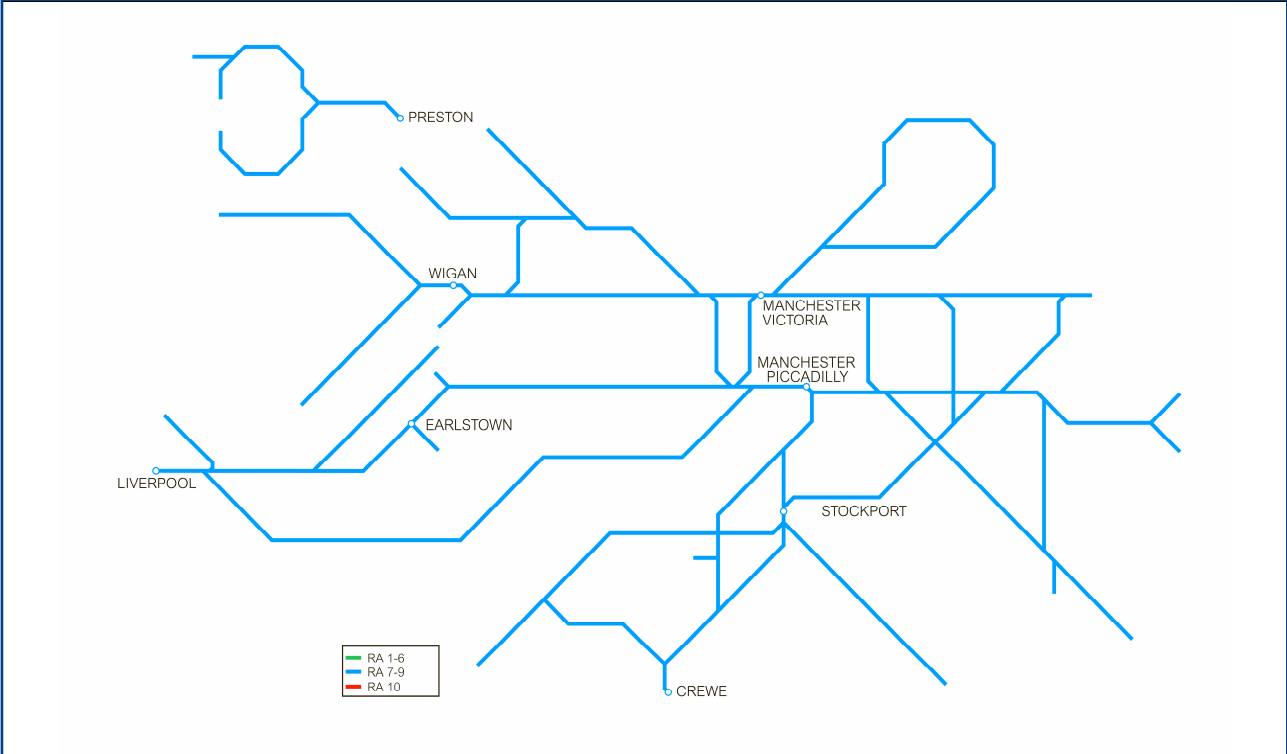 PRESTON
WIGAN
MANCHESTER
VICTORIA
MANCHESTER
PICCADILLY
EARLSTOWN
LIVERPOOL
STOCKPORT
RA 1-6
RA 7-9
RA 10
CREWE